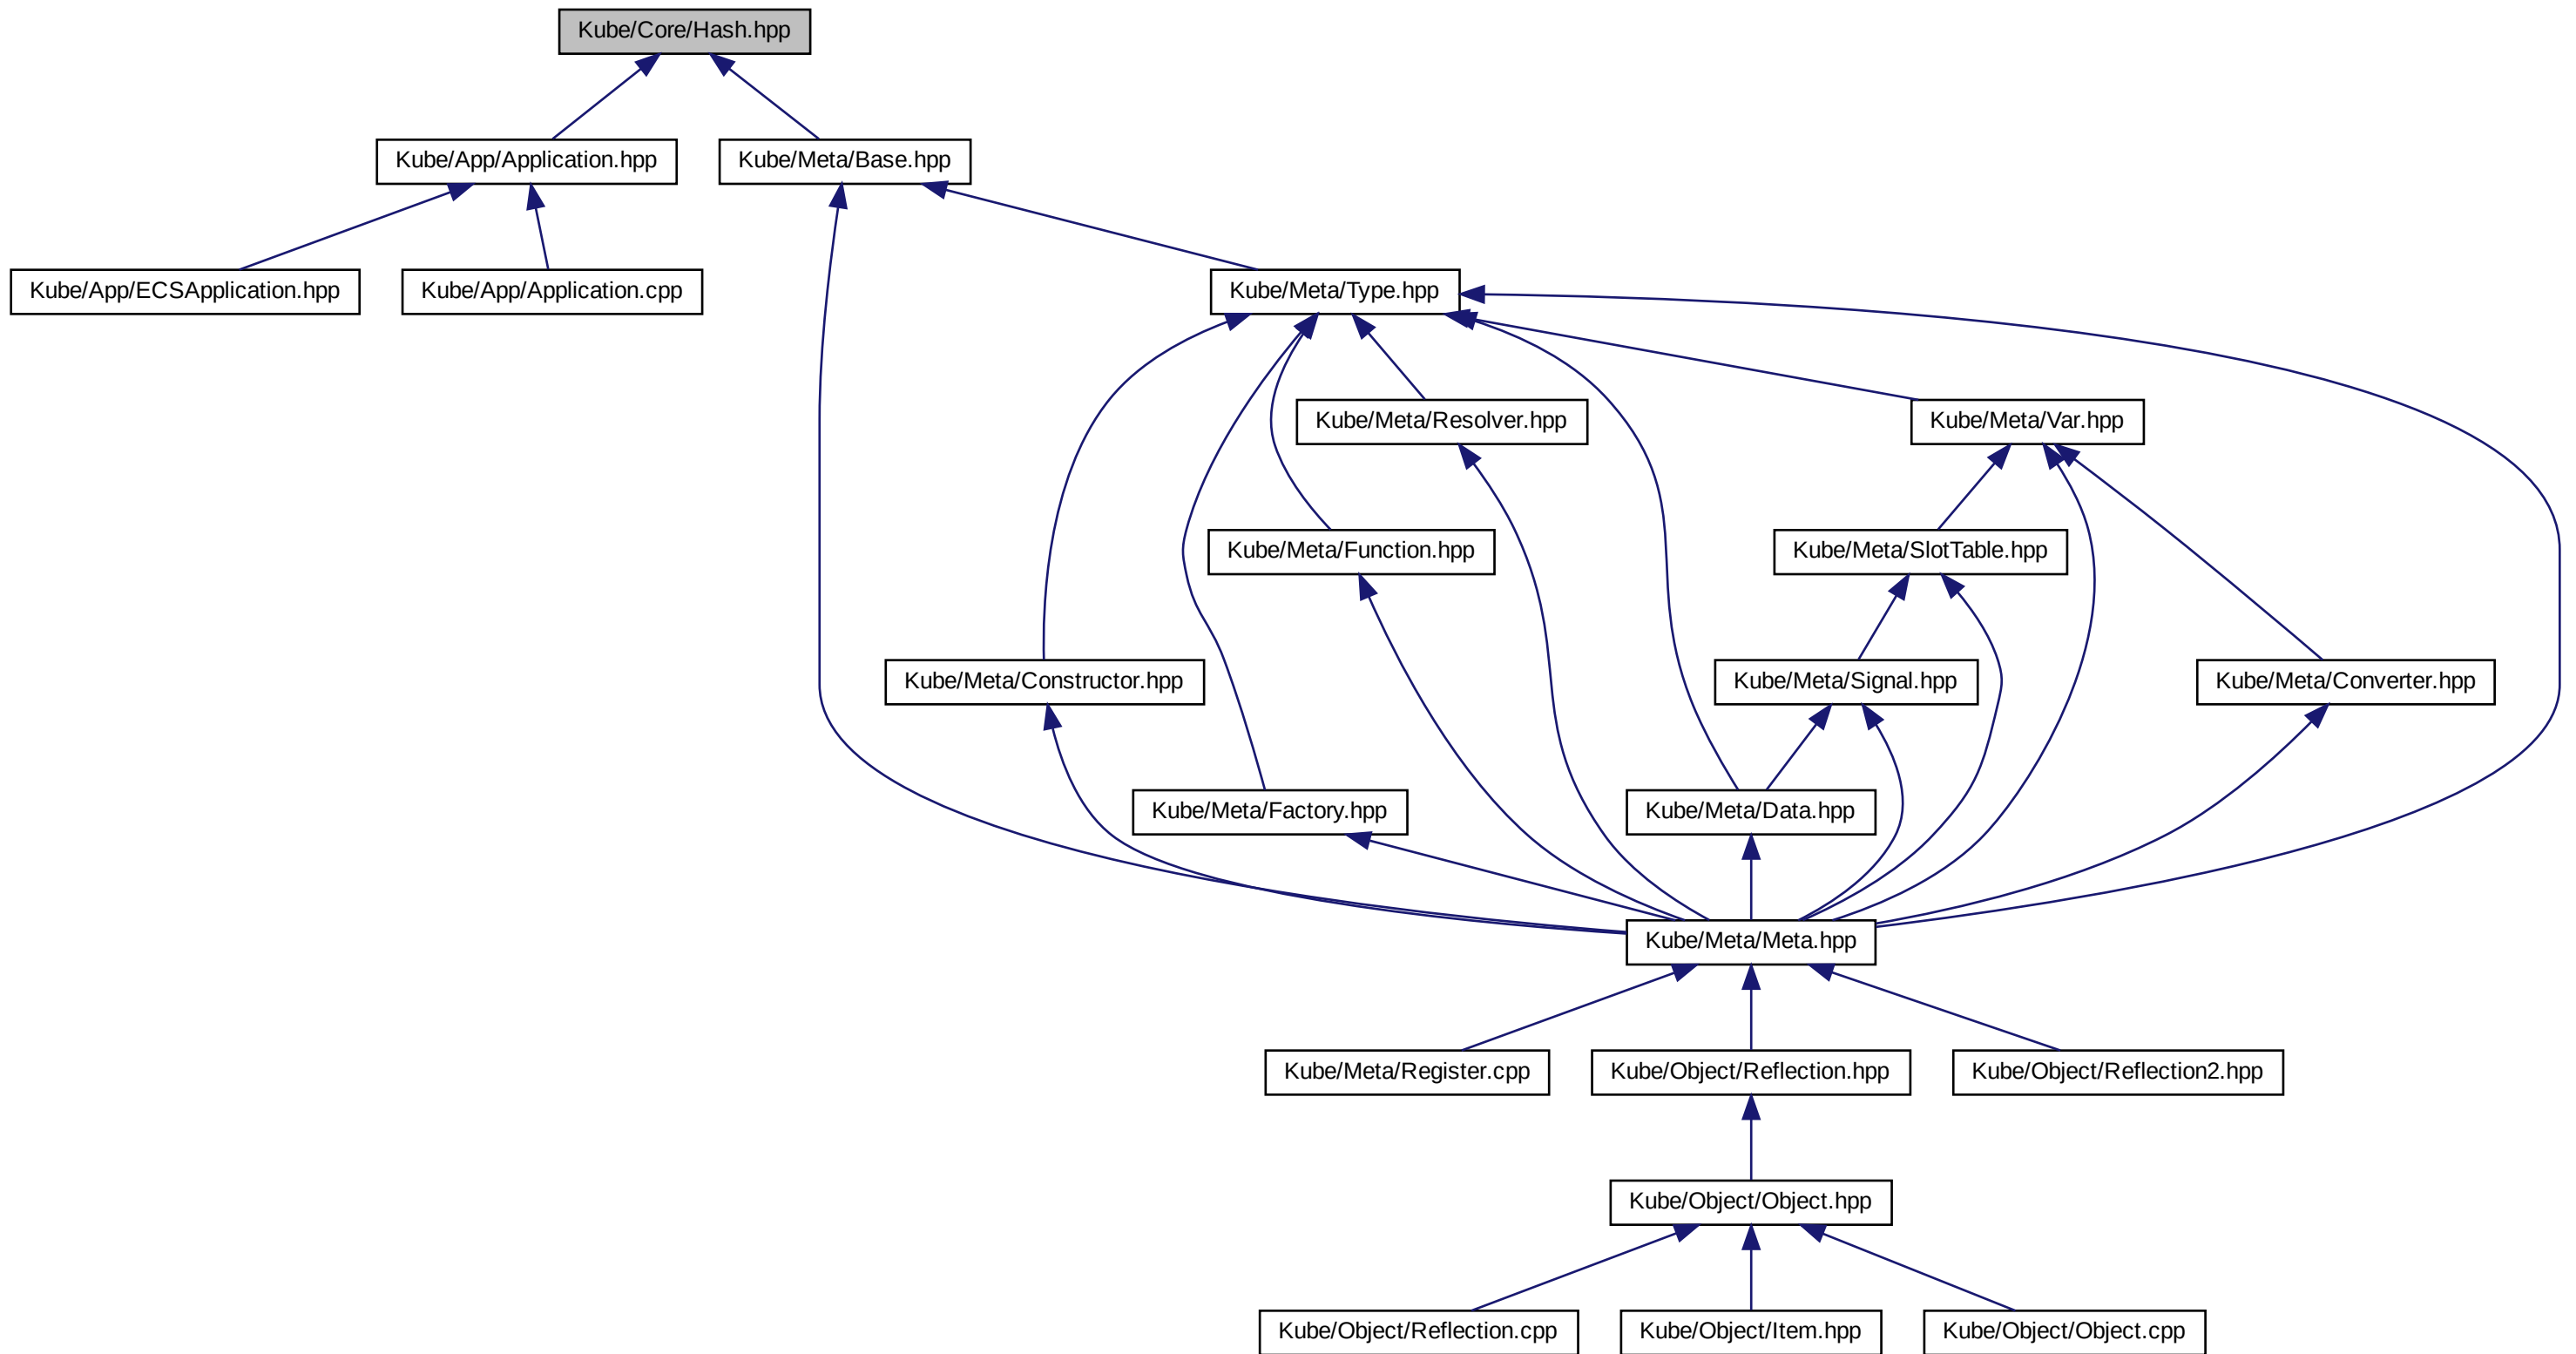 Kube/Core/Hash.hpp
Kube/App/Application.hpp
Kube/Meta/Base.hpp
Kube/App/ECSApplication.hpp
Kube/App/Application.cpp
Kube/Meta/Type.hpp
Kube/Meta/Resolver.hpp
Kube/Meta/Var.hpp
Kube/Meta/Function.hpp
Kube/Meta/SlotTable.hpp
Kube/Meta/Constructor.hpp
Kube/Meta/Signal.hpp
Kube/Meta/Converter.hpp
Kube/Meta/Factory.hpp
Kube/Meta/Data.hpp
Kube/Meta/Meta.hpp
Kube/Meta/Register.cpp
Kube/Object/Reflection.hpp
Kube/Object/Reflection2.hpp
Kube/Object/Object.hpp
Kube/Object/Reflection.cpp
Kube/Object/Item.hpp
Kube/Object/Object.cpp